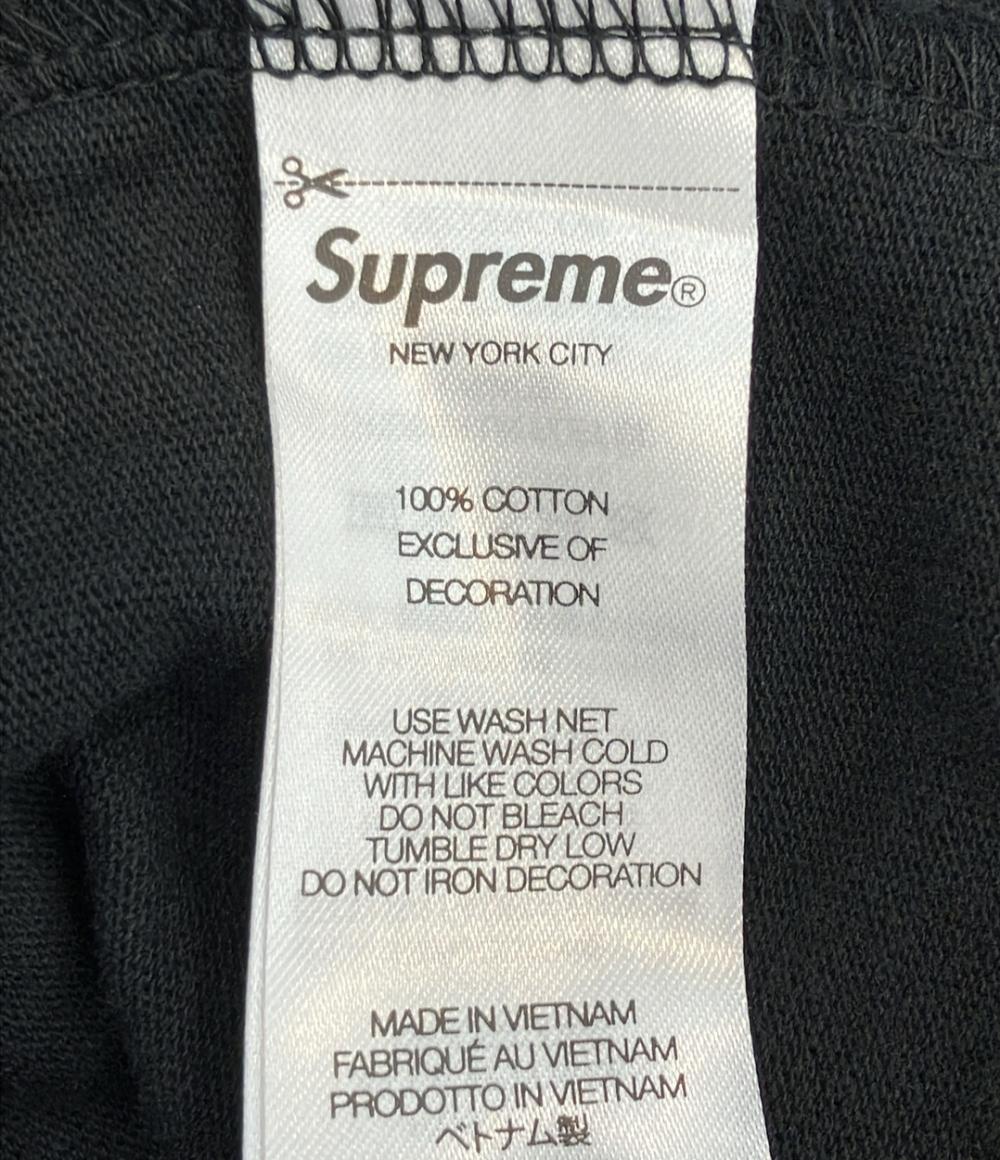 Supreme®
NEW YORK CITY
100% COTTON
EXCLUSIVE OF
DECORATION
USE WASH NET
MACHINE WASH COLD
WITH LIKE COLORS
DO NOT BLEACH
TUMBLE DRY LOW
DO NOT IRON DECORATION
MADE IN VIETNAM
FABRIQUÉ AU VIETNAM
PRODOTTO IN VIETNAM
ベトナム製